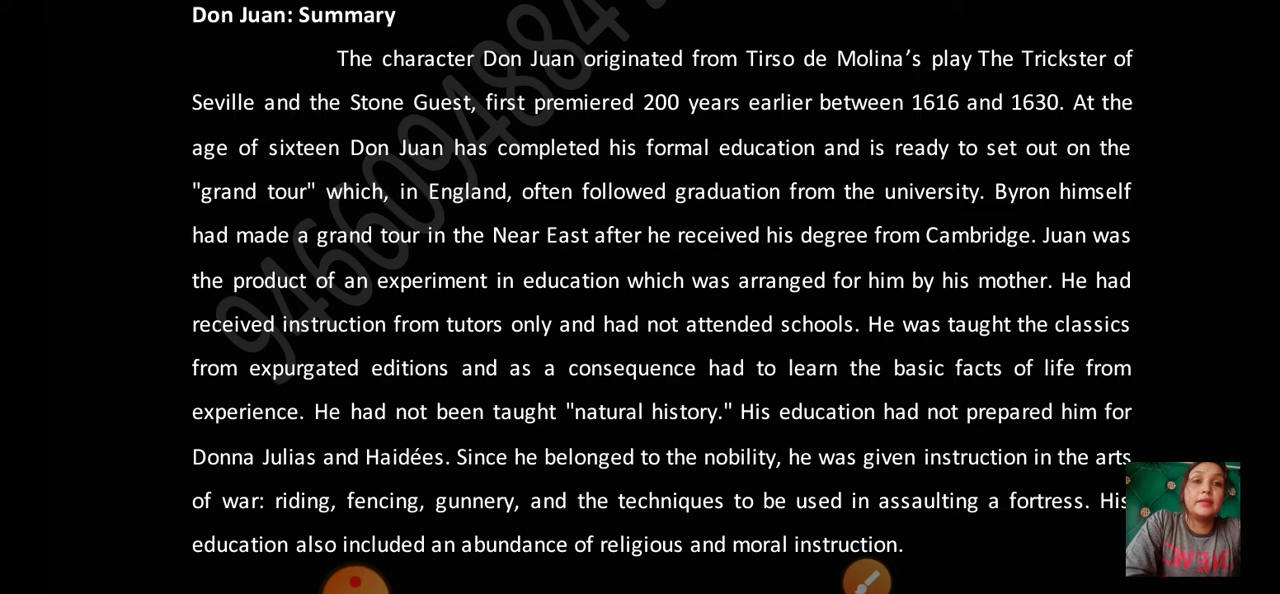 Don Juan: Summary
The character Don Juan originated from Tirso de Molina’s play The Trickster of
Seville and the Stone Guest, first premiered 200 years earlier between 1616 and 1630. At the
age of sixteen Don Juan has completed his formal education and is ready to set out on the
"grand tour" which, in England, often followed graduation from the university. Byron himself
had made a grand tour in the Near East after he received his degree from Cambridge. Juan was
the product of an experiment in education which was arranged for him by his mother. He had
received instruction from tutors only and had not attended schools. He was taught the classics
from expurgated editions and as a consequence had to learn the basic facts of life from
experience. He had not been taught "natural history." His education had not prepared him for
Donna Julias and Haidées. Since he belonged to the nobility, he was given instruction in the arts
of war: riding, fencing, gunnery, and the techniques to be used in assaulting a fortress. His
education also included an abundance of religious and moral instruction.